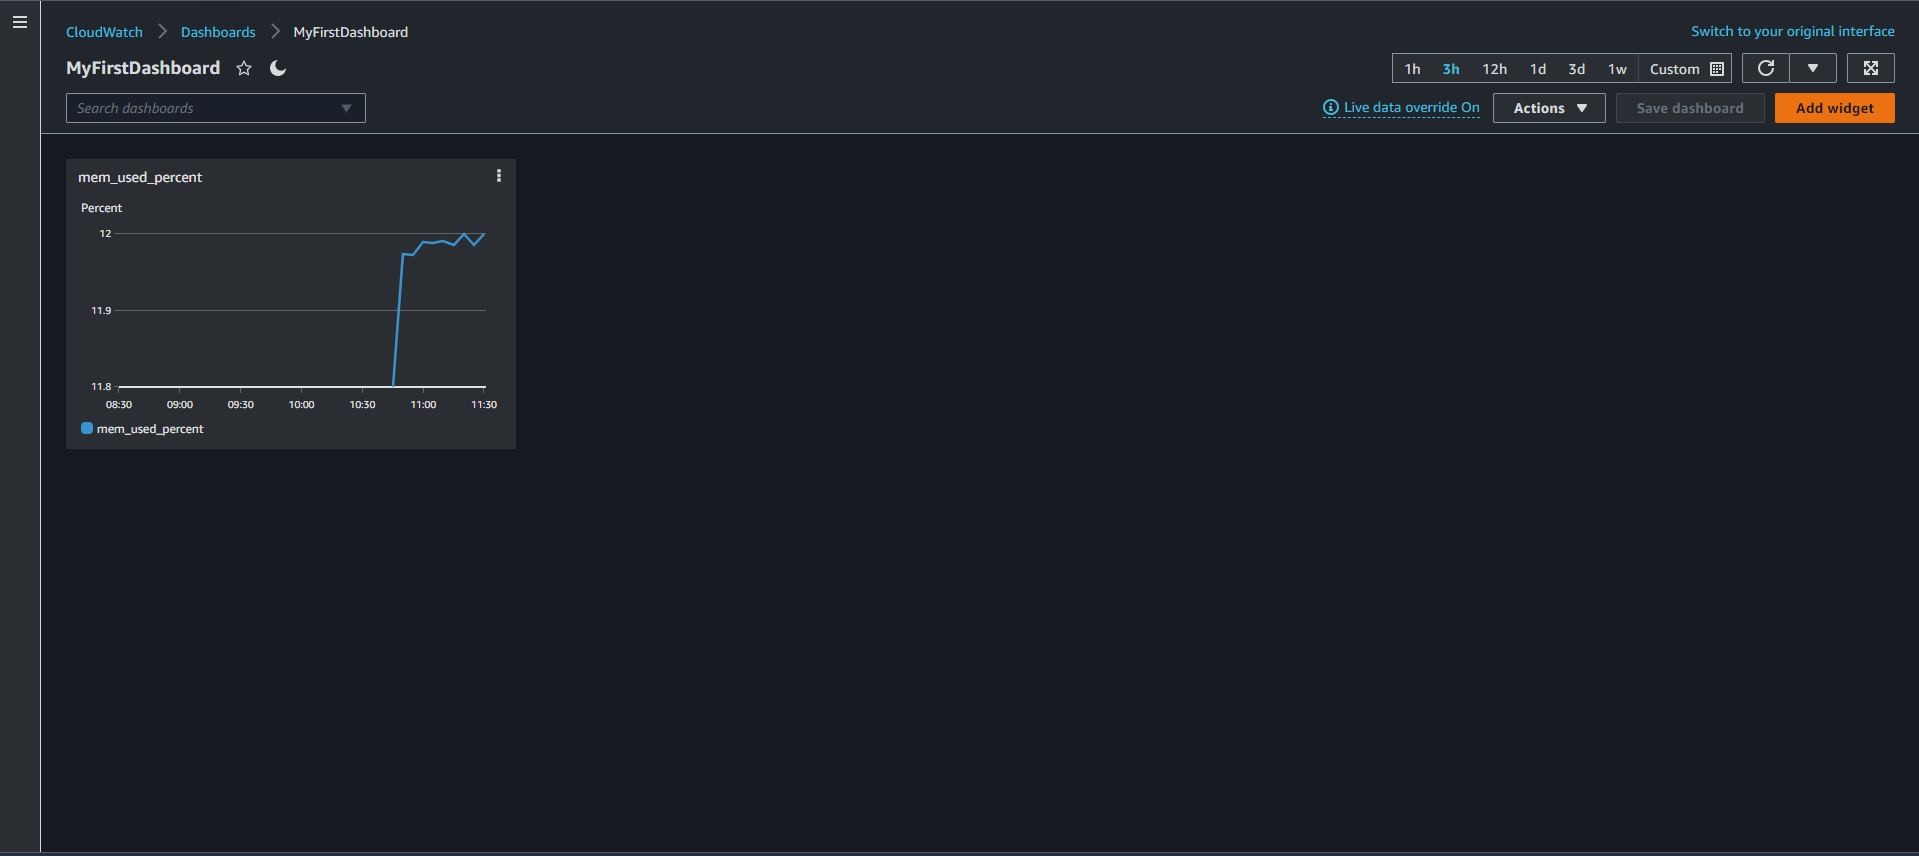 CloudWatch Dashboards MyFirstDashboard
Switch to your original interface
MyFirstDashboard
1h 3h 12h 1d 3d 1w Custom
Search dashboards
Live data override On Actions Save dashboard Add widget
mem_used_percent
Percent
12
11.9
11.8
08:30 09:00 09:30 10:00 10:30 11:00 11:30
mem_used_percent